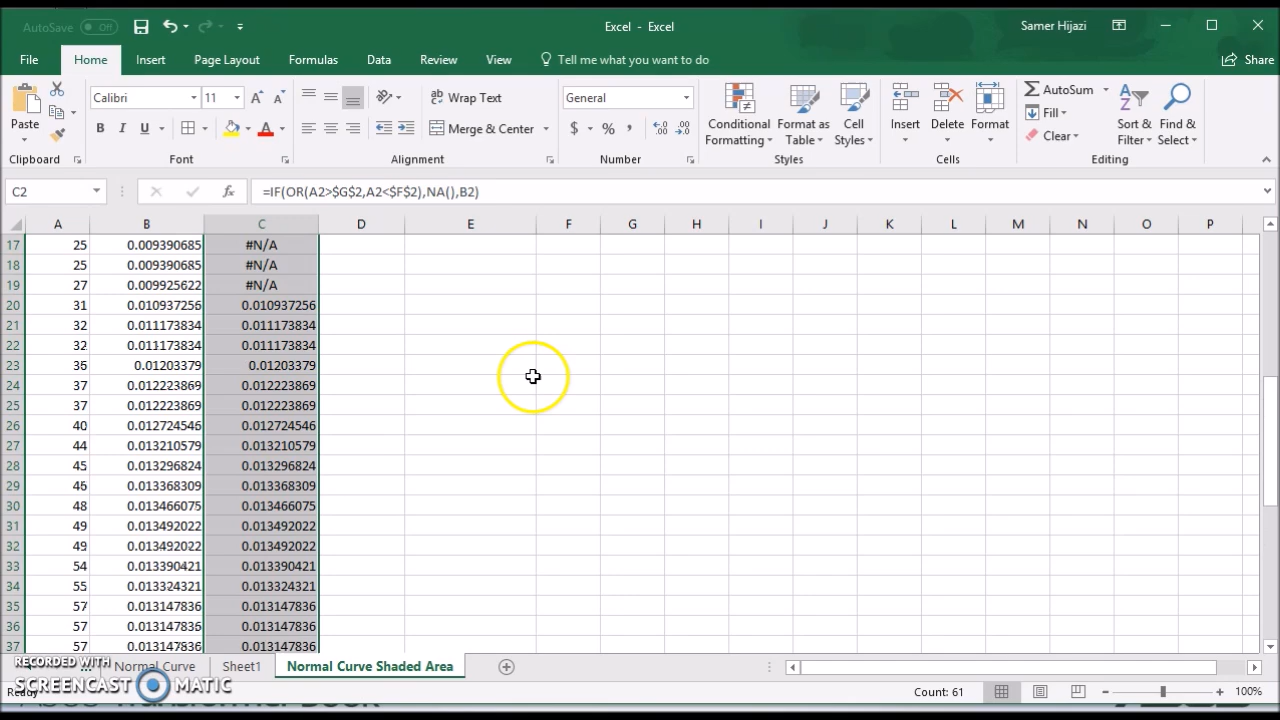 AutoSave Off
Excel - Excel
Samer Hijazi
File Home Insert Page Layout Formulas Data Review View Tell me what you want to do Share
Paste
Calibri 11
Wrap Text
General
Conditional Formatting
Format as Table
Cell Styles
Insert
Delete
Format
AutoSum
Fill
Clear
Sort & Filter
Find & Select
B I U
Merge & Center
$ % ,
Clipboard Font Alignment Number Styles Cells Editing
C2 fx =IF(OR(A2>$G$2,A2<$F$2),NA(),B2)
A B C D E F G H I J K L M N O P
17 25 0.009390685 #N/A
18 25 0.009390685 #N/A
19 27 0.009925622 #N/A
20 31 0.010937256 0.010937256
21 32 0.011173834 0.011173834
22 32 0.011173834 0.011173834
23 36 0.01203379 0.01203379
24 37 0.012223869 0.012223869
25 37 0.012223869 0.012223869
26 40 0.012724546 0.012724546
27 44 0.013210579 0.013210579
28 45 0.013296824 0.013296824
29 46 0.013368309 0.013368309
30 48 0.013466075 0.013466075
31 49 0.013492022 0.013492022
32 49 0.013492022 0.013492022
33 54 0.013390421 0.013390421
34 55 0.013324321 0.013324321
35 57 0.013147836 0.013147836
36 57 0.013147836 0.013147836
37 57 0.013147836 0.013147836
... Normal Curve Sheet1 Normal Curve Shaded Area
RECORDED WITH
SCREENCAST MATIC
Ready
Count: 61
100%